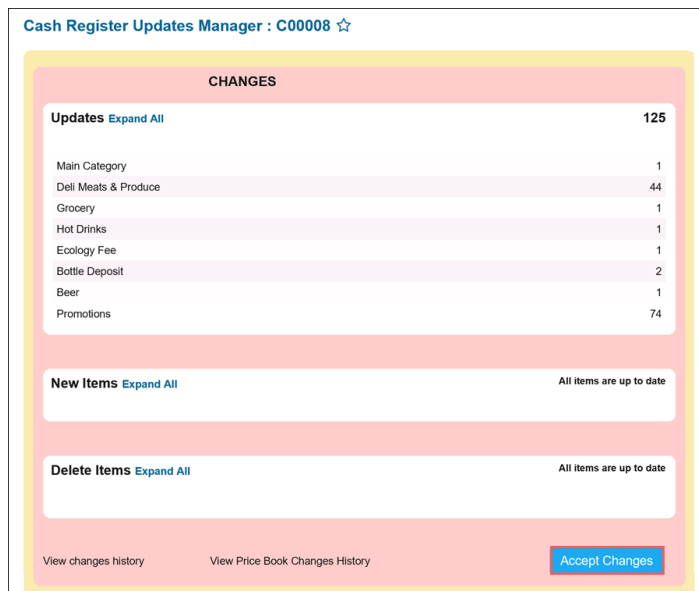 Cash Register Updates Manager : C00008
CHANGES
Updates Expand All 125
Main Category 1
Deli Meats & Produce 44
Grocery 1
Hot Drinks 1
Ecology Fee 1
Bottle Deposit 2
Beer 1
Promotions 74
New Items Expand All All items are up to date
Delete Items Expand All All items are up to date
View changes history View Price Book Changes History Accept Changes